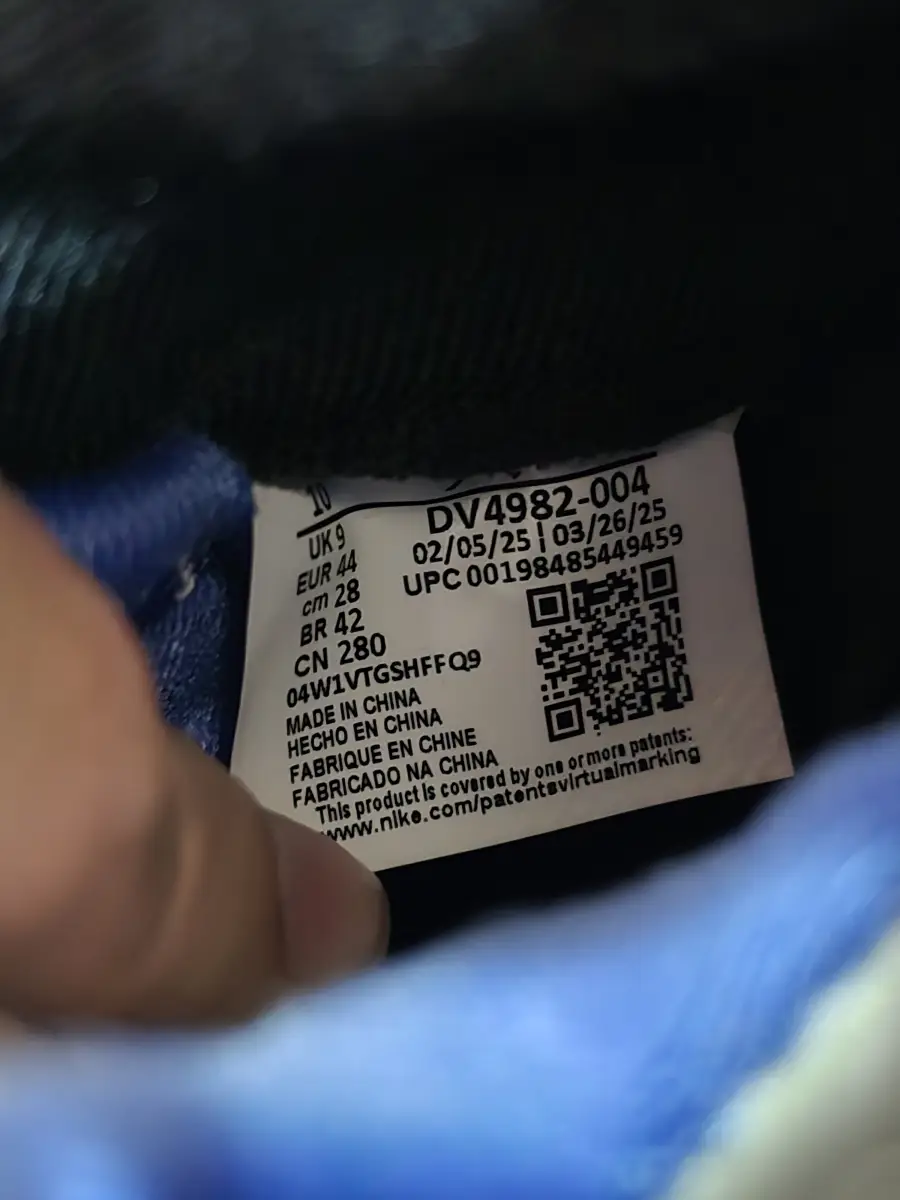 10
UK 9
EUR 44
cm 28
BR 42
CN 280
DV4982-004
02/05/25 | 03/26/25
UPC 00198485449459
04W1VTGSHFFQ9
MADE IN CHINA
HECHO EN CHINA
FABRIQUE EN CHINE
FABRICADO NA CHINA
This product is covered by one or more patents:
www.nike.com/patentsvirtualmarking